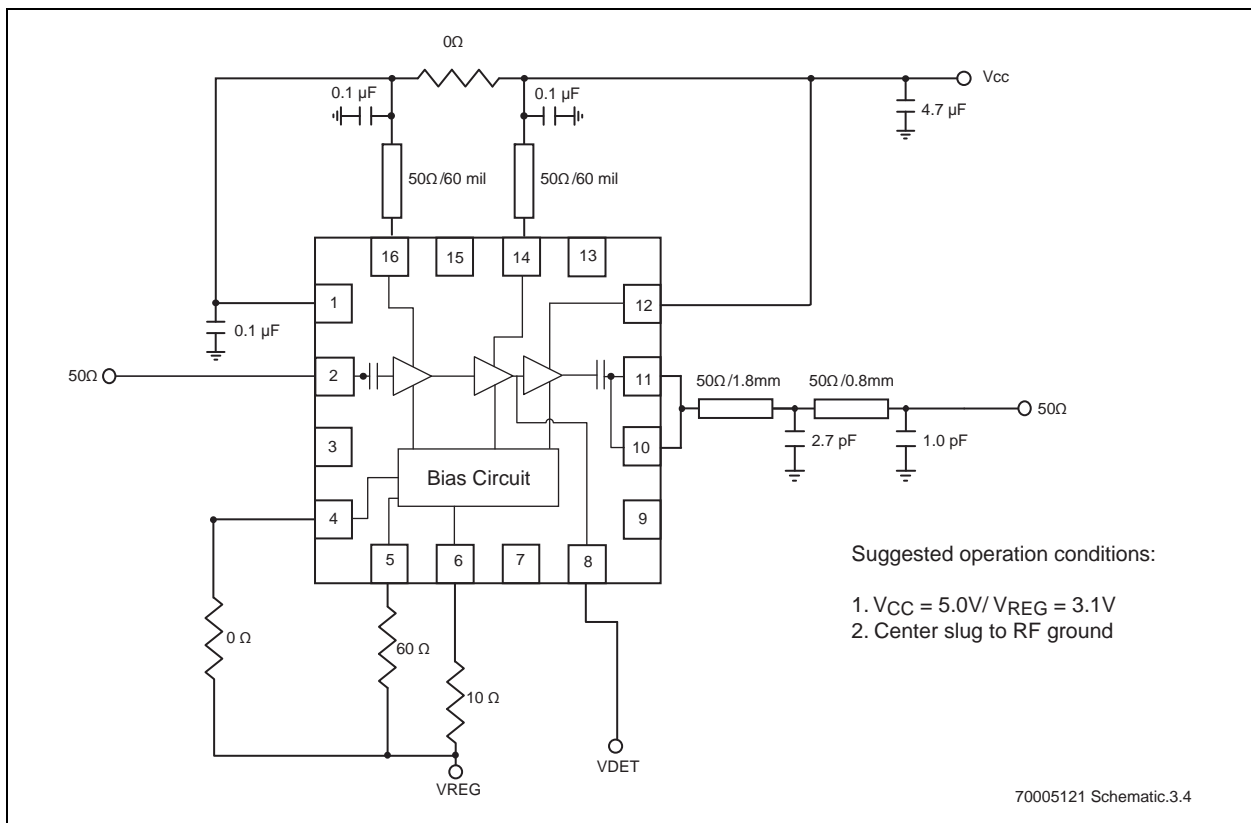 0Ω
Vcc
0.1 µF
0.1 µF
4.7 µF
50Ω/60 mil
50Ω/60 mil
16
15
14
13
1
12
0.1 µF
50Ω
2
11
50Ω/1.8mm
50Ω/0.8mm
50Ω
3
10
2.7 pF
1.0 pF
Bias Circuit
4
9
5
6
7
8
Suggested operation conditions:
1. VCC = 5.0V/ VREG = 3.1V
2. Center slug to RF ground
0 Ω
60 Ω
10 Ω
VDET
VREG
70005121 Schematic.3.4